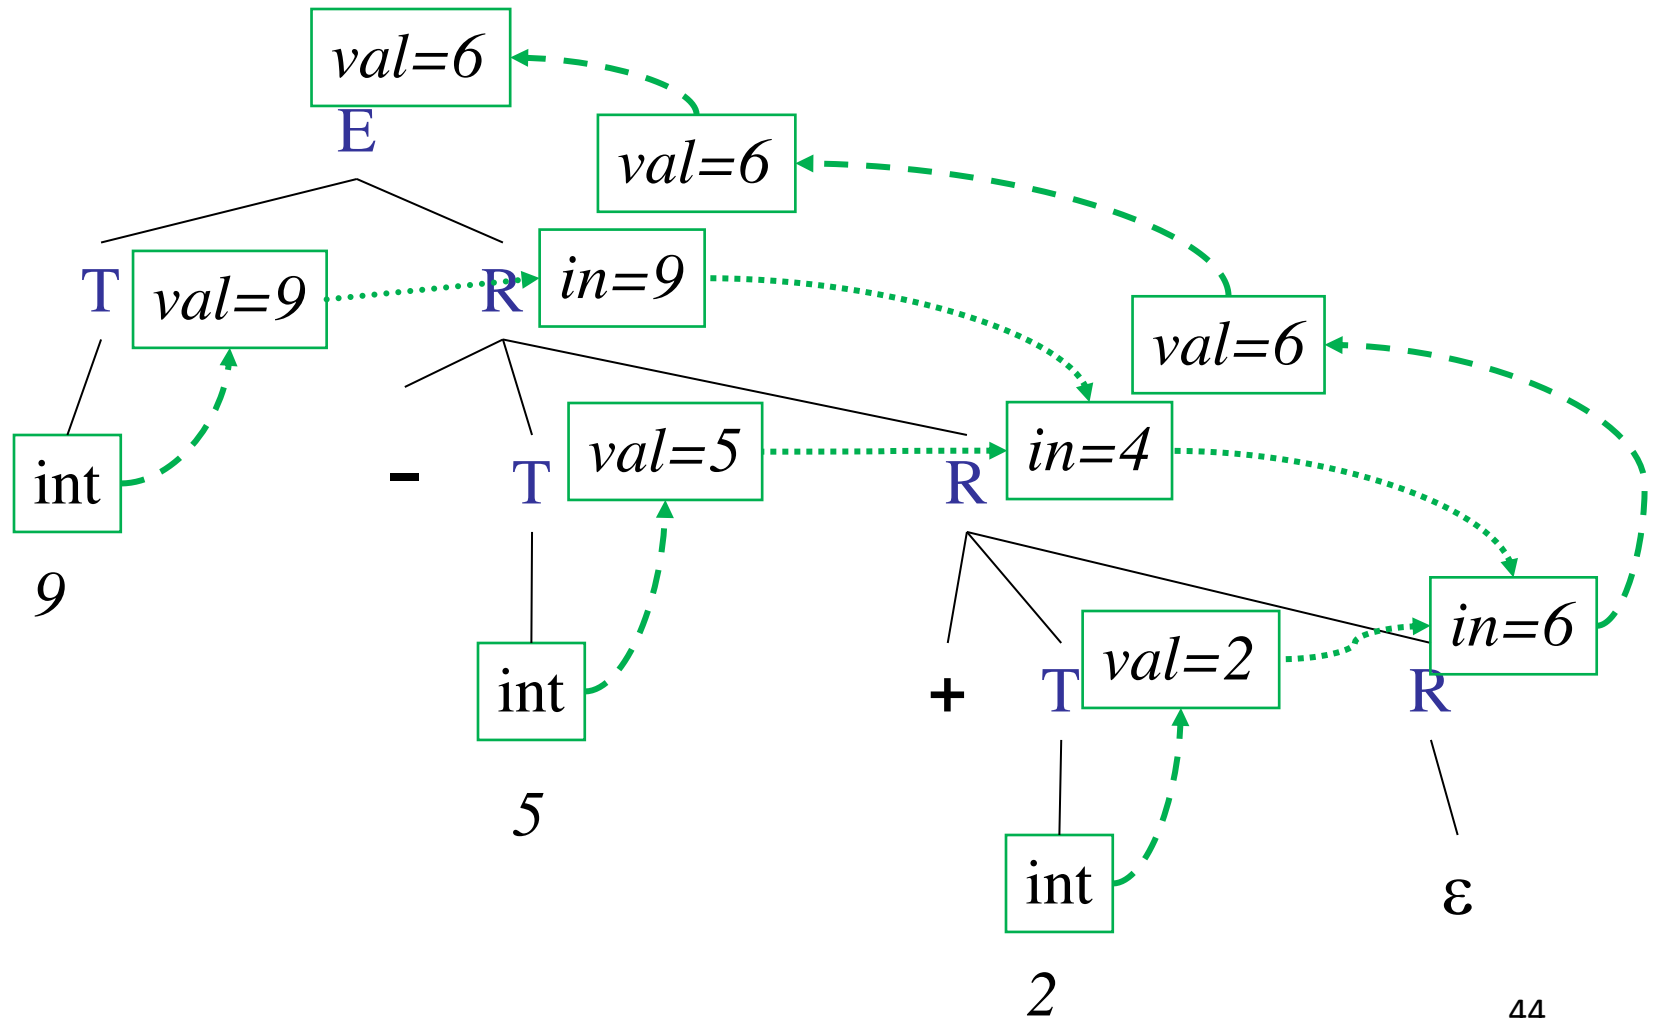 val=6
E
val=6
T val=9 R in=9
val=6
int - T val=5 R in=4
9
int + T val=2 R in=6
5
int ε
2
44